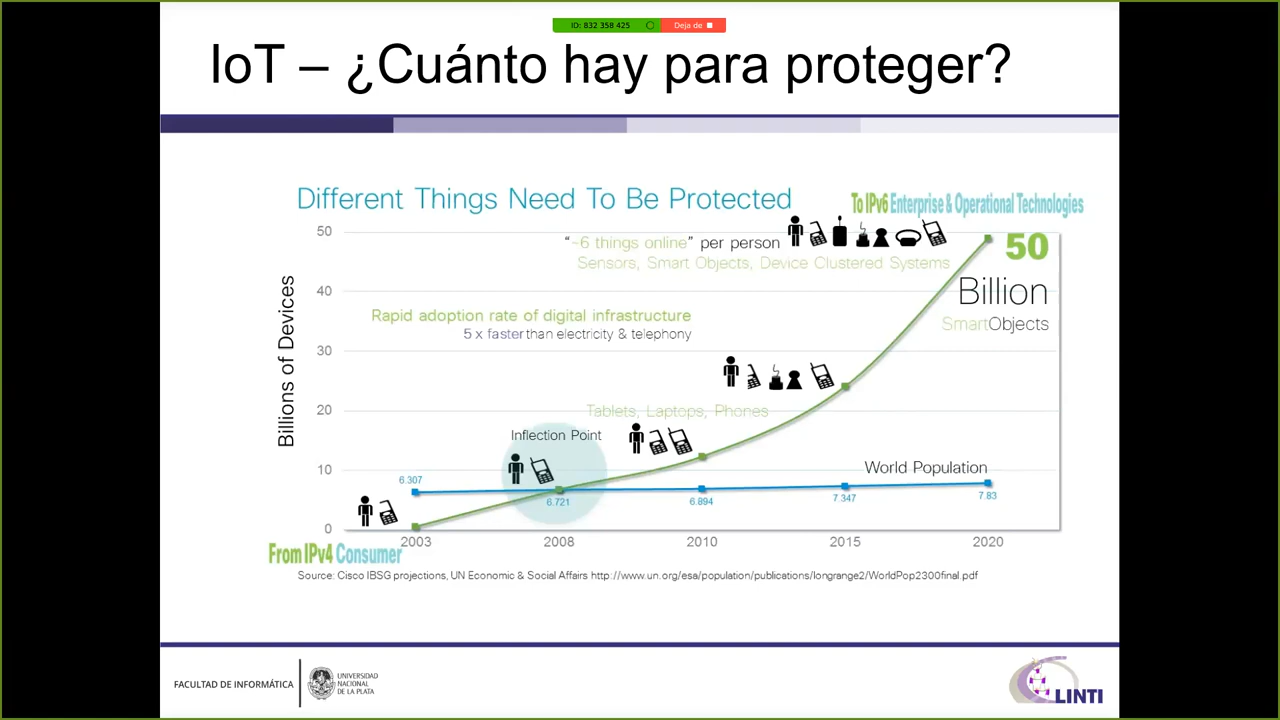 ID: 832 358 425
Deja de
IoT – ¿Cuánto hay para proteger?
Different Things Need To Be Protected
To IPv6 Enterprise & Operational Technologies
50
"~6 things online" per person
Sensors, Smart Objects, Device Clustered Systems
50
Billion
SmartObjects
40
Rapid adoption rate of digital infrastructure
5 x faster than electricity & telephony
30
Billions of Devices
20
Tablets, Laptops, Phones
Inflection Point
10
World Population
6.307
6.721
6.894
7.347
7.83
0
2003
2008
2010
2015
2020
From IPv4 Consumer
Source: Cisco IBSG projections, UN Economic & Social Affairs http://www.un.org/esa/population/publications/longrange2/WorldPop2300final.pdf
FACULTAD DE INFORMÁTICA
UNIVERSIDAD
NACIONAL
DE LA PLATA
LINTI